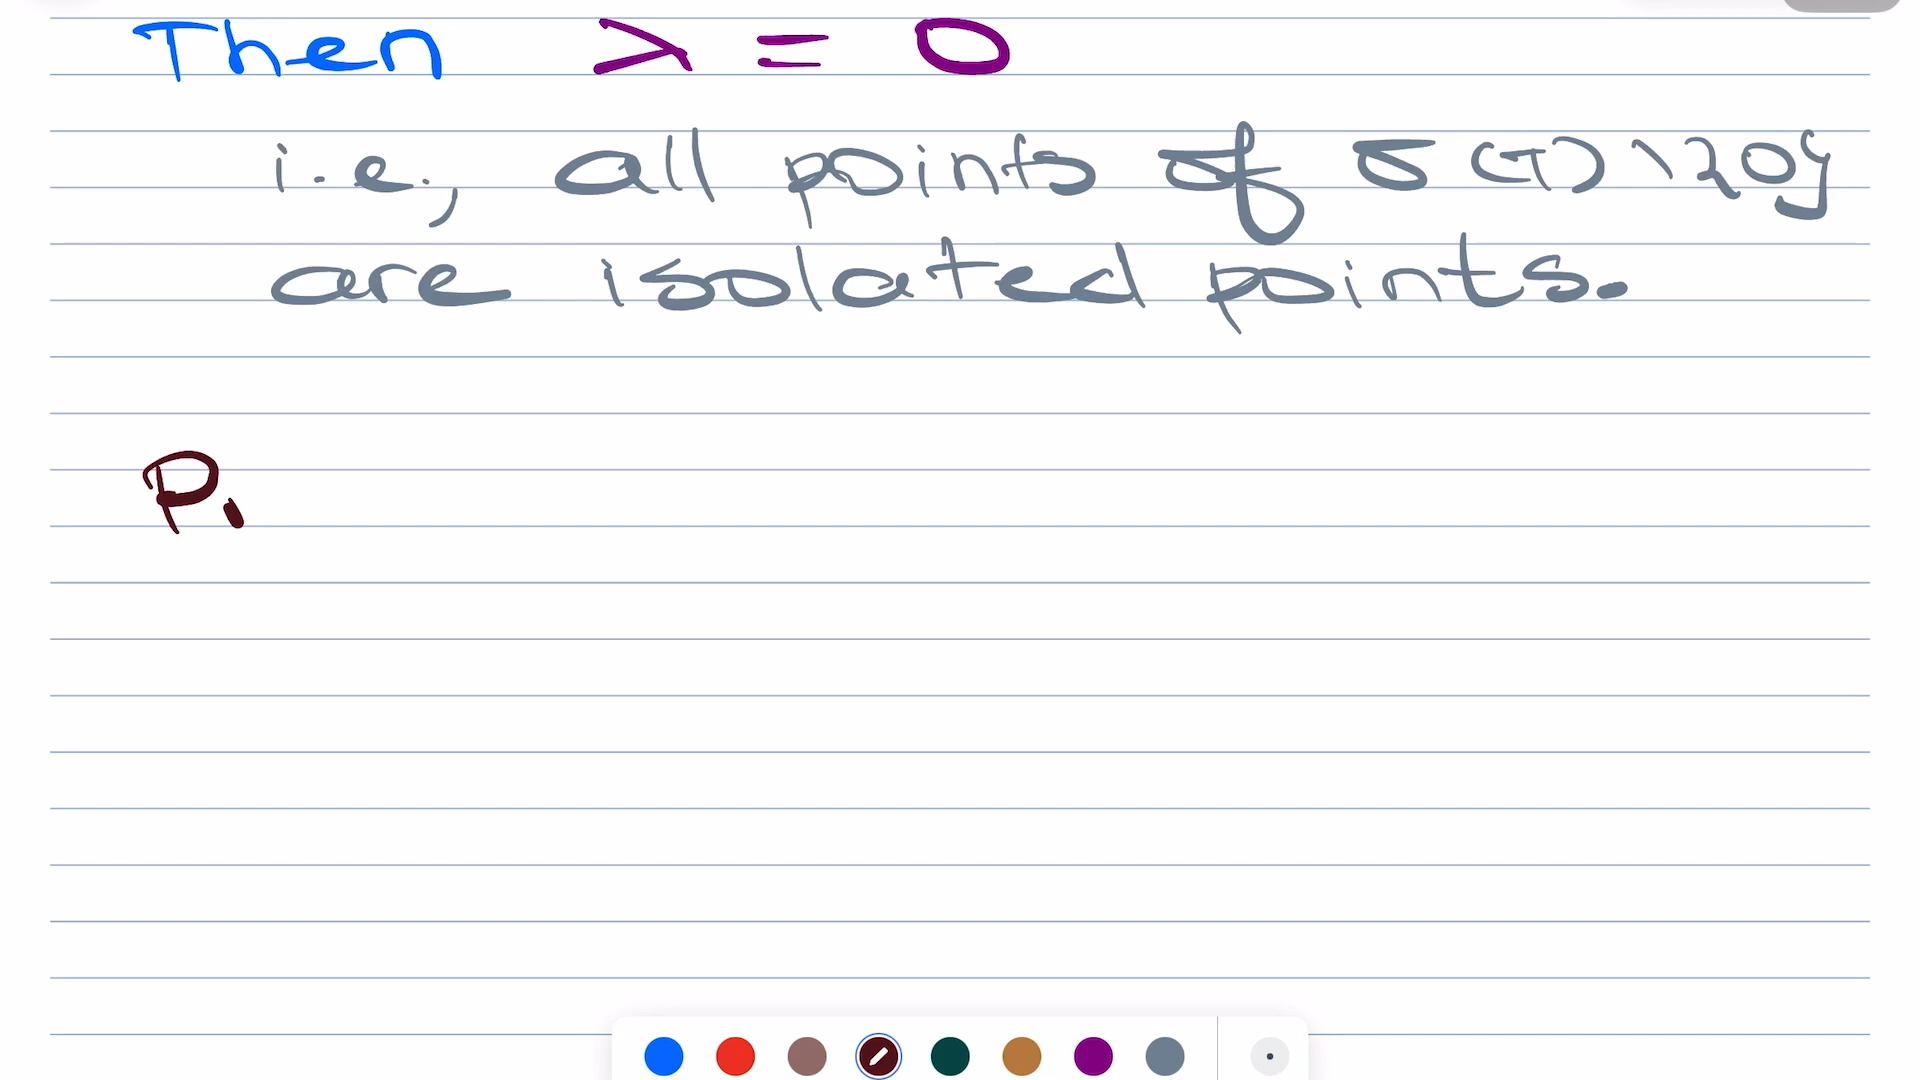 Then λ = 0
i.e., all points of σ(T)\{0}
are isolated points.
P.